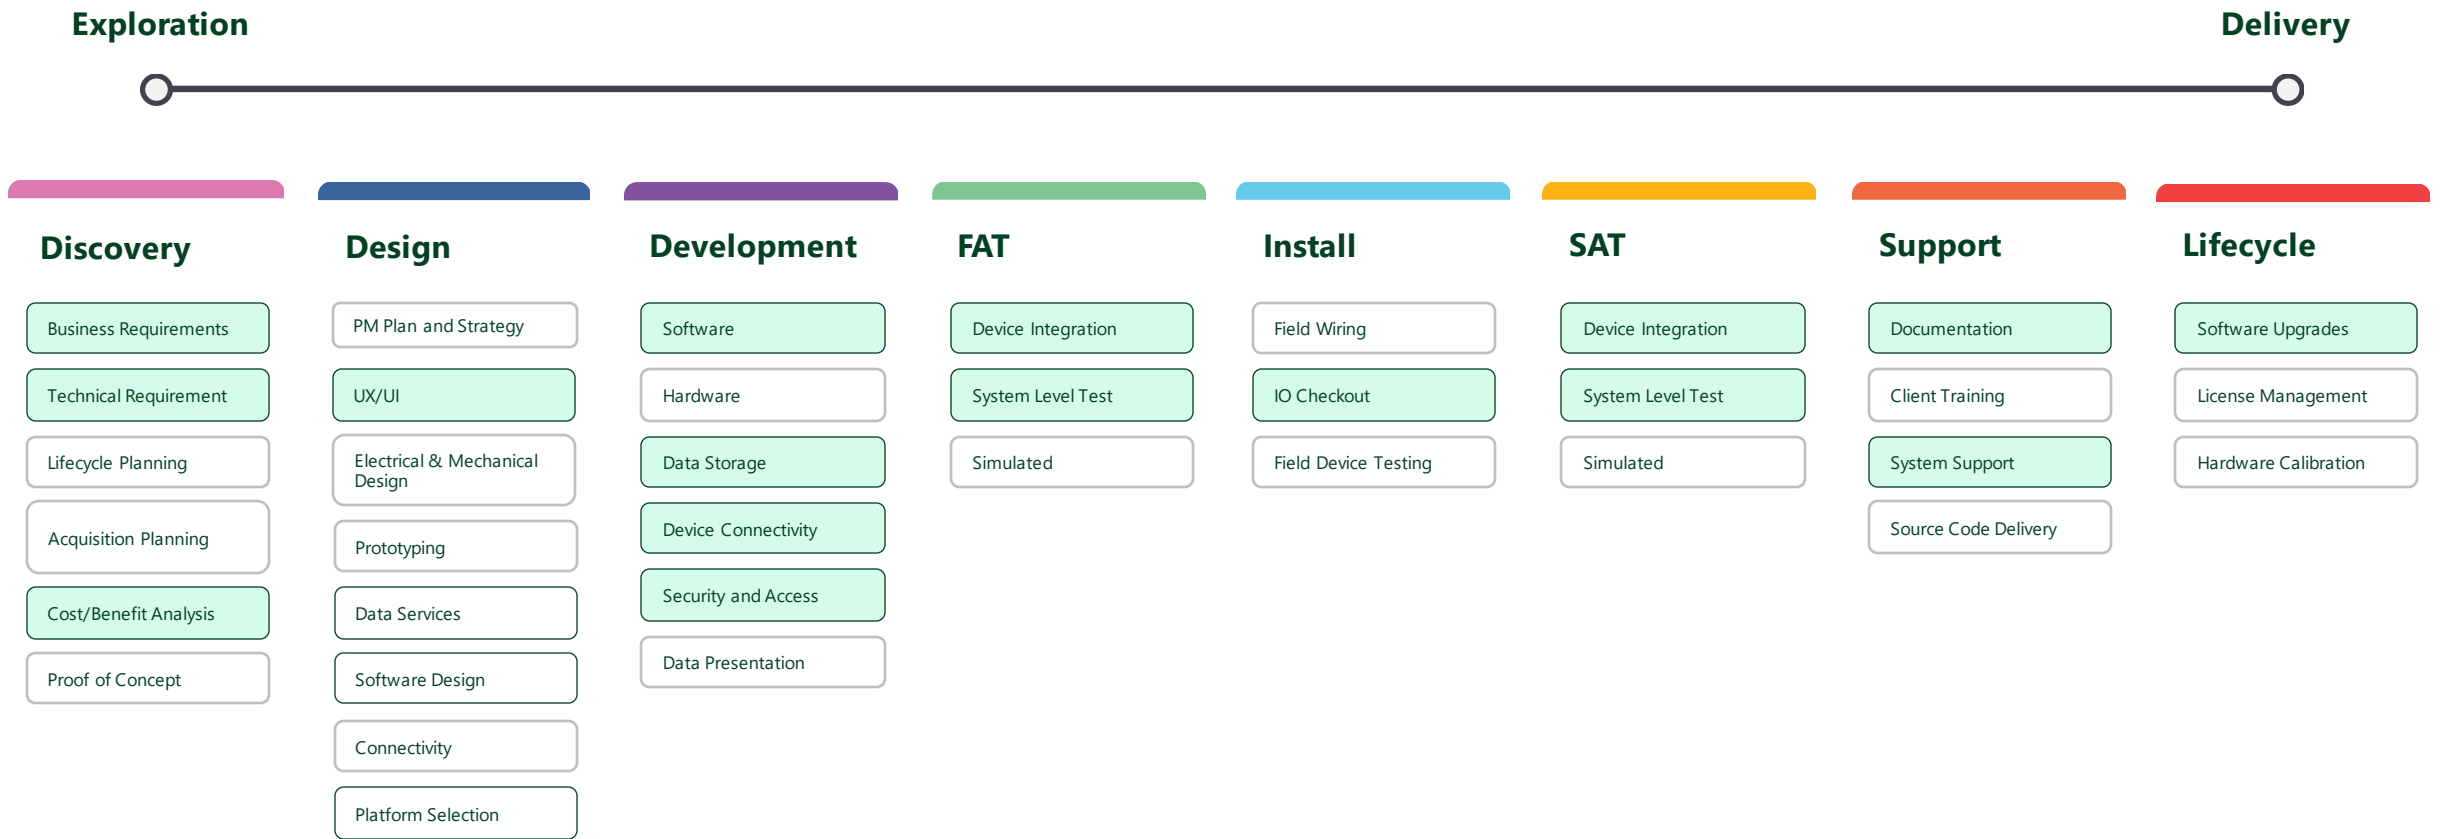 Exploration
Delivery
Discovery
Business Requirements
Technical Requirement
Lifecycle Planning
Acquisition Planning
Cost/Benefit Analysis
Proof of Concept
Design
PM Plan and Strategy
UX/UI
Electrical & Mechanical
Design
Prototyping
Data Services
Software Design
Connectivity
Platform Selection
Development
Software
Hardware
Data Storage
Device Connectivity
Security and Access
Data Presentation
FAT
Device Integration
System Level Test
Simulated
Install
Field Wiring
IO Checkout
Field Device Testing
SAT
Device Integration
System Level Test
Simulated
Support
Documentation
Client Training
System Support
Source Code Delivery
Lifecycle
Software Upgrades
License Management
Hardware Calibration